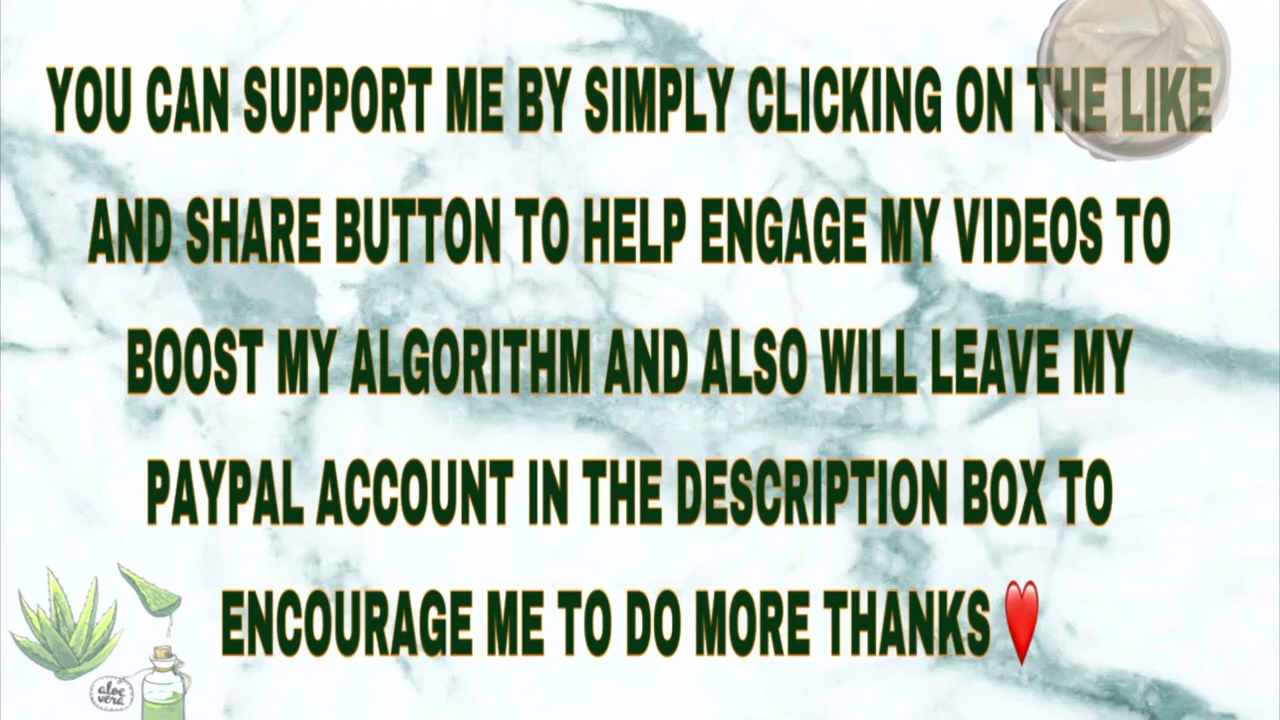 YOU CAN SUPPORT ME BY SIMPLY CLICKING ON THE LIKE
AND SHARE BUTTON TO HELP ENGAGE MY VIDEOS TO
BOOST MY ALGORITHM AND ALSO WILL LEAVE MY
PAYPAL ACCOUNT IN THE DESCRIPTION BOX TO
ENCOURAGE ME TO DO MORE THANKS❤️
aloe
vera